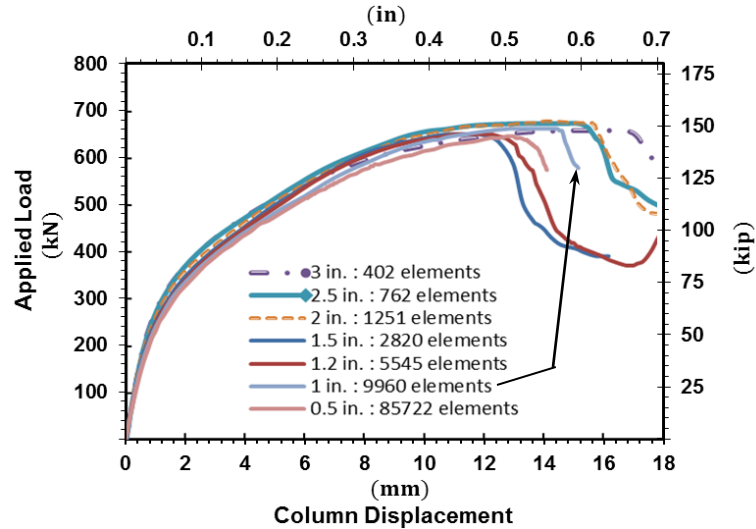 (in)
0.1 0.2 0.3 0.4 0.5 0.6 0.7
800
700
600
500
400
300
200
100
175
150
125
100
75
50
25
Applied Load
(kN)
(kip)
3 in. : 402 elements
2.5 in. : 762 elements
2 in. : 1251 elements
1.5 in. : 2820 elements
1.2 in. : 5545 elements
1 in. : 9960 elements
0.5 in. : 85722 elements
0 2 4 6 8 10 12 14 16 18
(mm)
Column Displacement